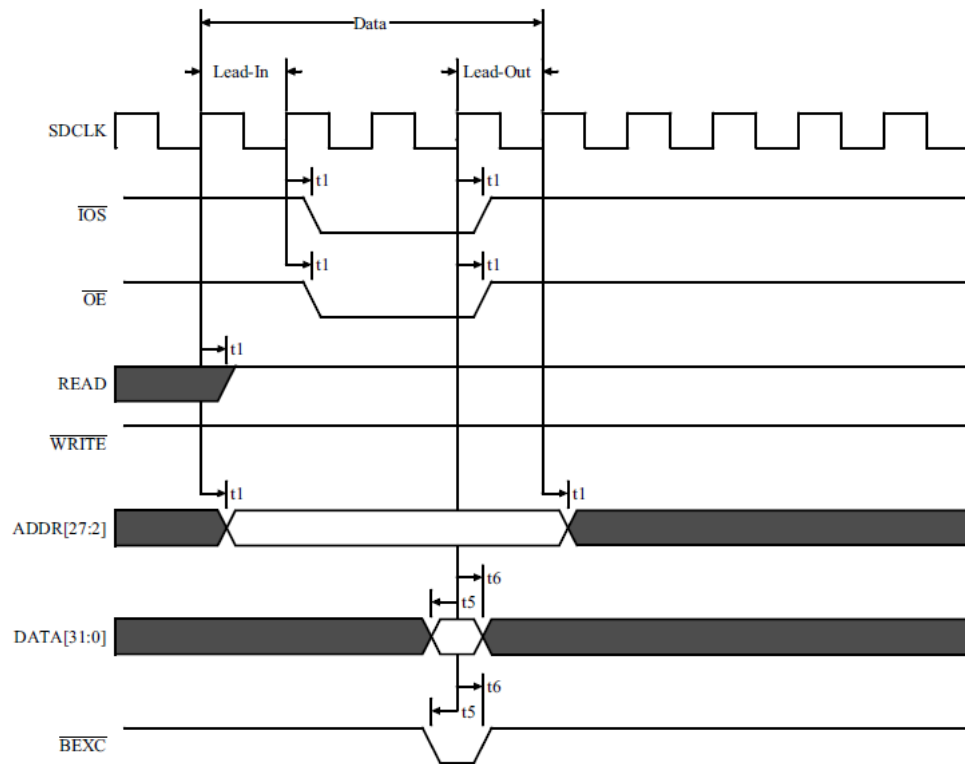 Data
Lead-In
Lead-Out
SDCLK
t1
t1
IOS
t1
t1
OE
t1
READ
WRITE
t1
t1
ADDR[27:2]
t6
t5
DATA[31:0]
t6
t5
BEXC